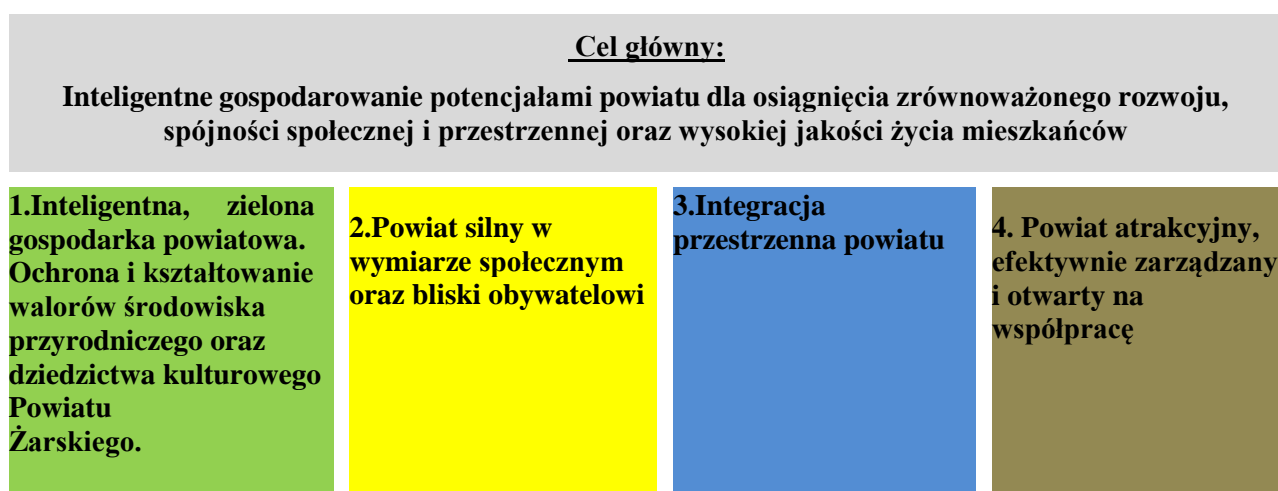 Cel główny:
Inteligentne gospodarowanie potencjałami powiatu dla osiągnięcia zrównoważonego rozwoju,
spójności społecznej i przestrzennej oraz wysokiej jakości życia mieszkańców
1.Inteligentna, zielona
gospodarka powiatowa.
Ochrona i kształtowanie
walorów środowiska
przyrodniczego oraz
dziedzictwa kulturowego
Powiatu
Żarskiego.
2.Powiat silny w
wymiarze społecznym
oraz bliski obywatelowi
3.Integracja
przestrzenna powiatu
4. Powiat atrakcyjny,
efektywnie zarządzany
i otwarty na
współpracę